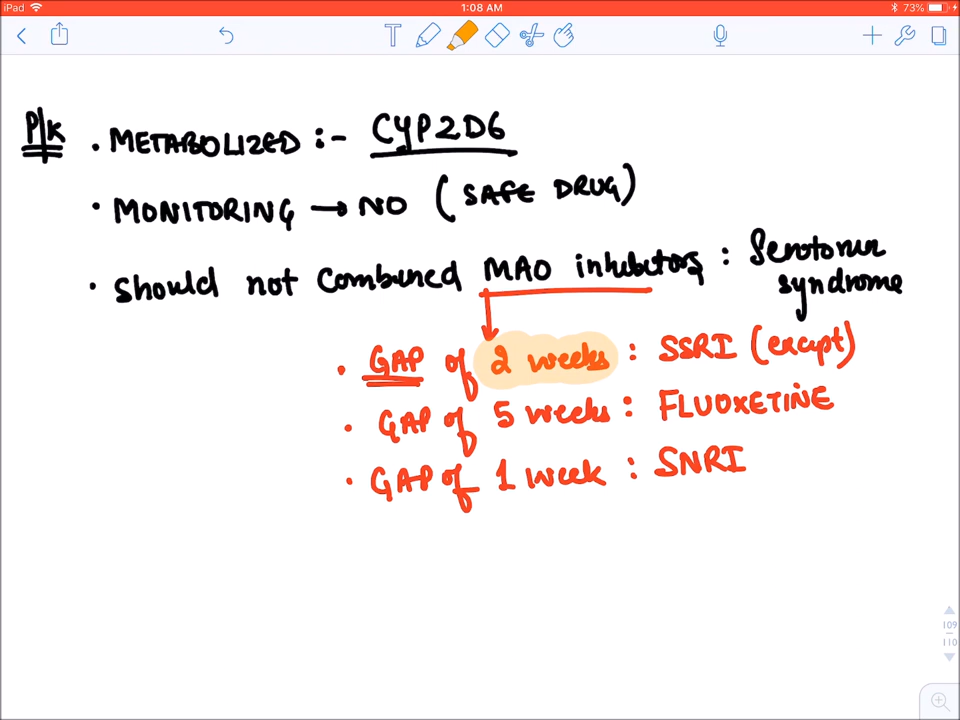 iPad 1:08 AM 73%
T
P/K • METABOLIZED :- CYP2D6
• MONITORING → NO (SAFE DRUG)
• Should not Combined MAO inhibitors : Serotonin syndrome
• GAP of 2 weeks : SSRI (except)
• GAP of 5 weeks : FLUOXETINE
• GAP of 1 week : SNRI
109
110